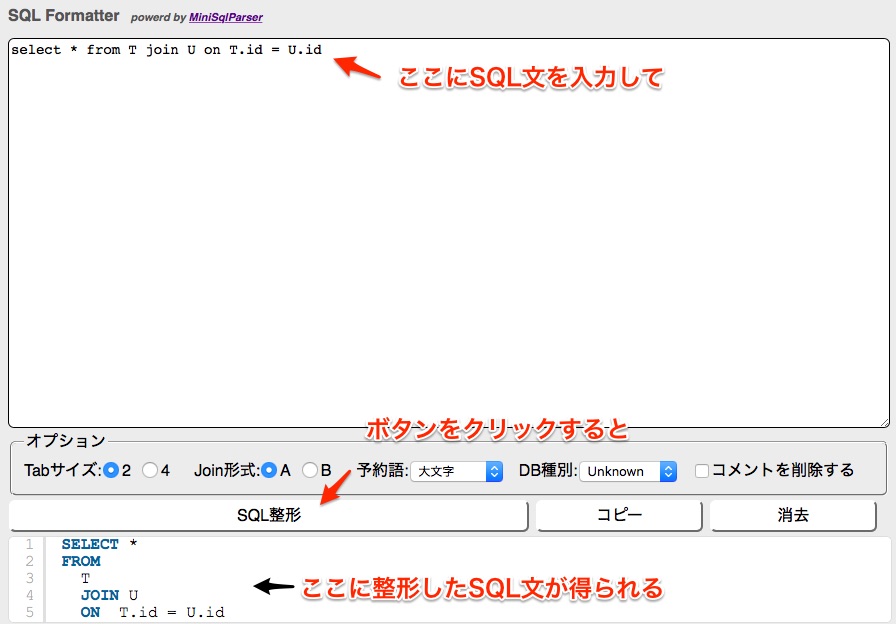 SQL Formatter powerd by MiniSqlParser
select * from T join U on T.id = U.id
ここにSQL文を入力して
ボタンをクリックすると
オプション
Tabサイズ: 2 4 Join形式: A B 予約語: 大文字 DB種別: Unknown コメントを削除する
SQL整形 コピー 消去
1 SELECT *
2 FROM
3 T
4 JOIN U
5 ON T.id = U.id
ここに整形したSQL文が得られる